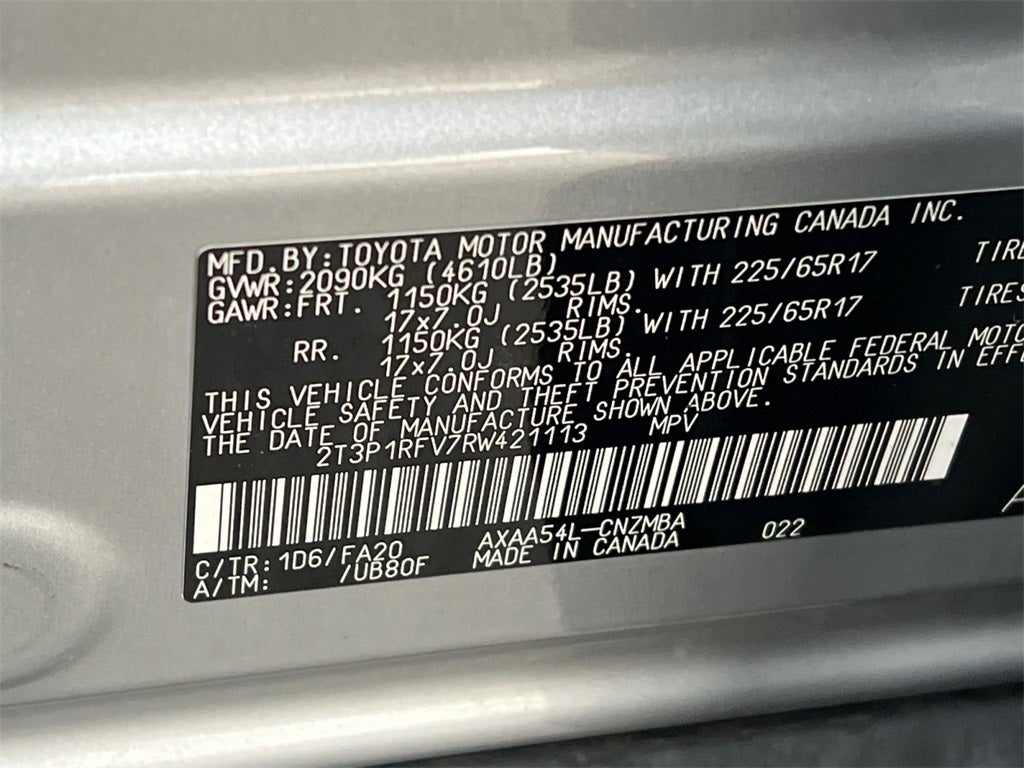 MFD.BY:TOYOTA MOTOR MANUFACTURING CANADA INC.
GVWR:2090KG (4610LB)
GAWR:FRT. 1150KG (2535LB) WITH 225/65R17
17x7.0J RIMS.
RR. 1150KG (2535LB) WITH 225/65R17
17x7.0J RIMS.
THIS VEHICLE CONFORMS TO ALL APPLICABLE FEDERAL
VEHICLE SAFETY AND THEFT PREVENTION STANDARDS IN
THE DATE OF MANUFACTURE SHOWN ABOVE.
2T3P1RFV7RW421113 MPV
C/TR:1D6/FA20 AXAA54L-CNZMBA 022
A/TM: /UB80F MADE IN CANADA